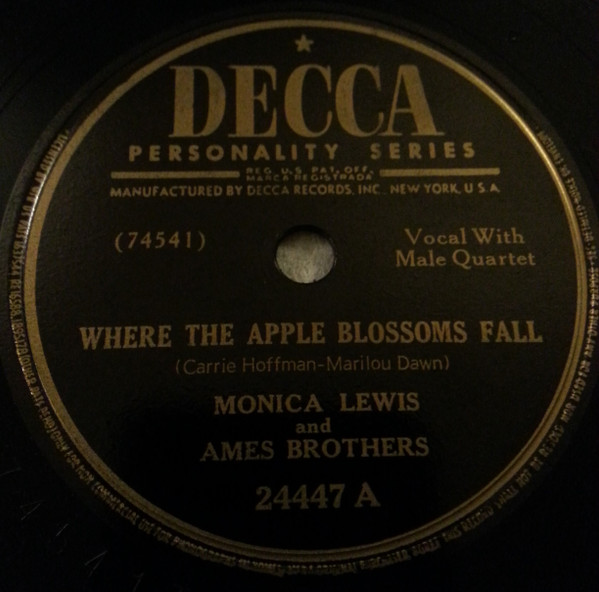 DECCA
PERSONALITY SERIES
REG. U.S. PAT. OFF.
MARCA REGISTRADA
MANUFACTURED BY DECCA RECORDS, INC., NEW YORK, U.S.A.
(74541)
Vocal With
Male Quartet
WHERE THE APPLE BLOSSOMS FALL
(Carrie Hoffman-Marilou Dawn)
MONICA LEWIS
and
AMES BROTHERS
24447 A